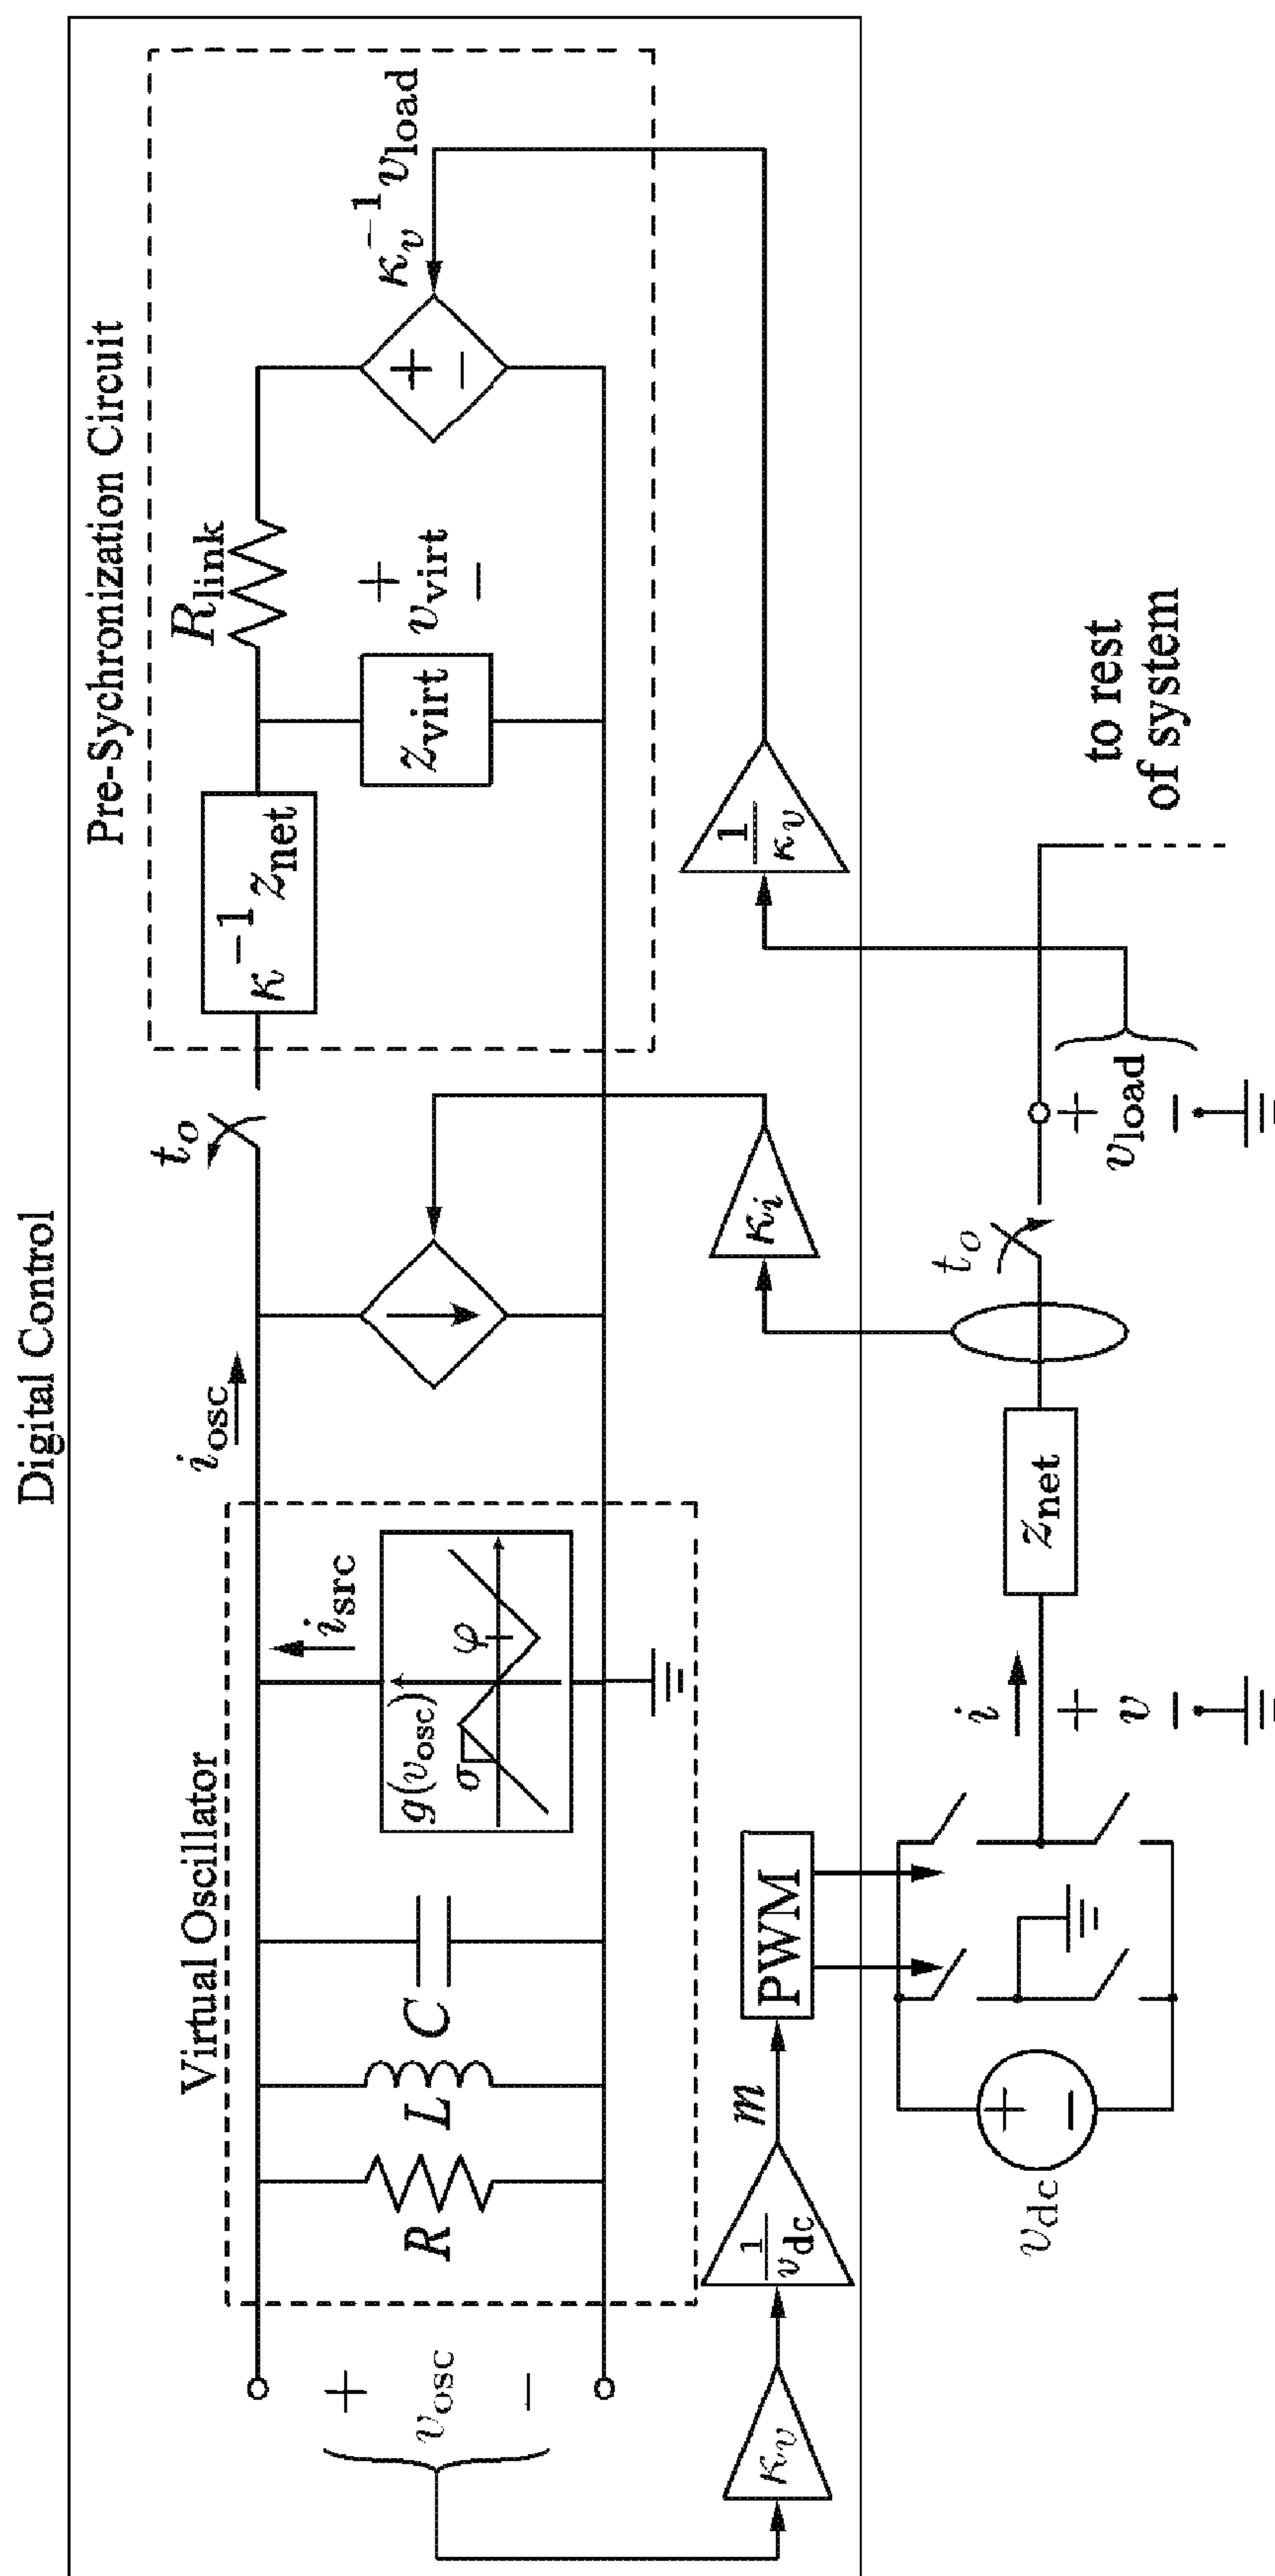 Digital Control
Virtual Oscillator
Pre-Sychronization Circuit
+
v_osc
−
R
L
C
g(v_osc)
σ
φ
i_src
i_osc
t_o
κ^−1 z_net
z_virt
+
v_virt
−
R_link
+
−
κ_v^−1 v_load
κ_v
1/v_dc
m
PWM
κ_i
1/κ_v
v_dc
+
−
i
+
v
−
z_net
t_o
+
v_load
−
to rest
of system